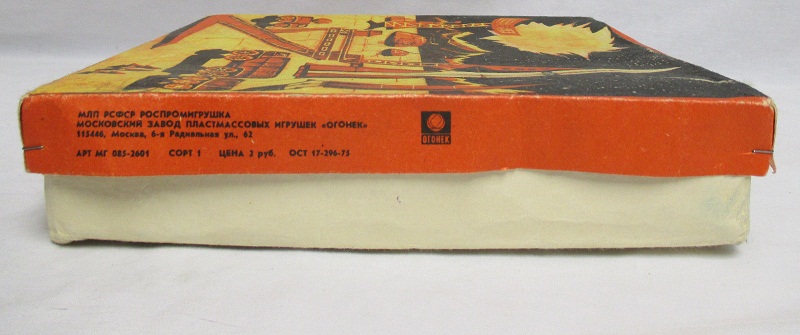 МЛП РСФСР РОСПРОМИГРУШКА
МОСКОВСКИЙ ЗАВОД ПЛАСТМАССОВЫХ ИГРУШЕК «ОГОНЕК»
115446, Москва, 6-я Радиальная ул., 62
АРТ МГ 085-2601 СОРТ 1 ЦЕНА 2 руб. ОСТ 17-296-75
ОГОНЕК